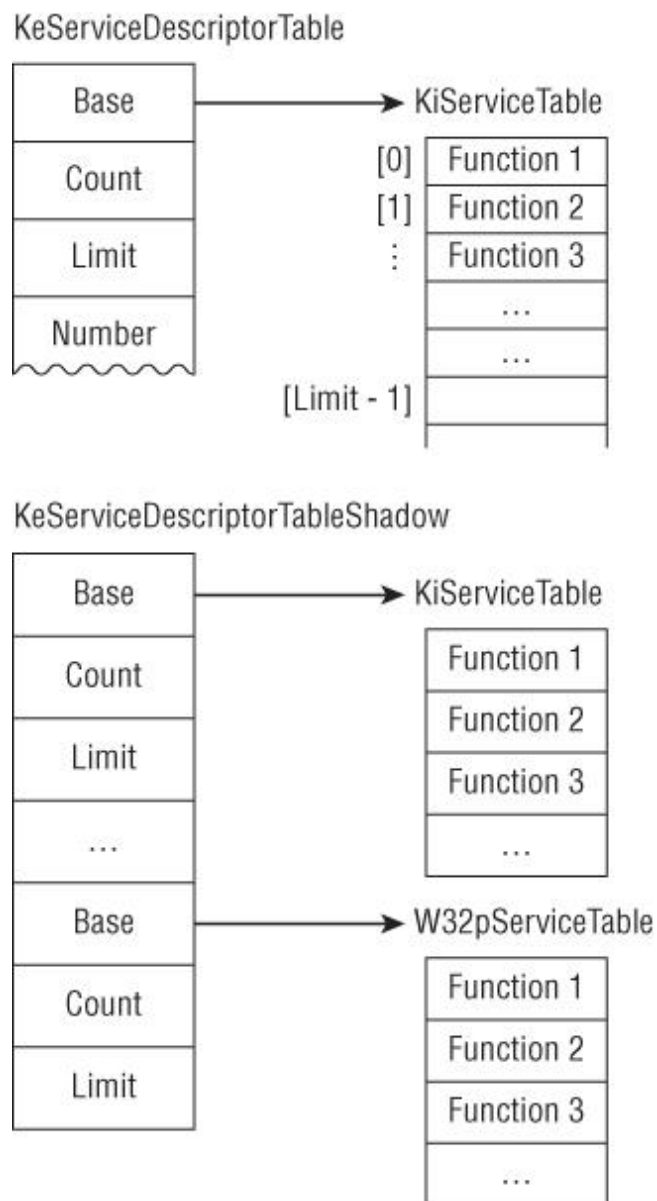 KeServiceDescriptorTable
Base
KiServiceTable
Count
[0] Function 1
[1] Function 2
Limit
⋮ Function 3
...
Number
...
[Limit - 1]
KeServiceDescriptorTableShadow
Base
KiServiceTable
Count
Function 1
Function 2
Limit
Function 3
...
...
Base
W32pServiceTable
Count
Function 1
Function 2
Limit
Function 3
...